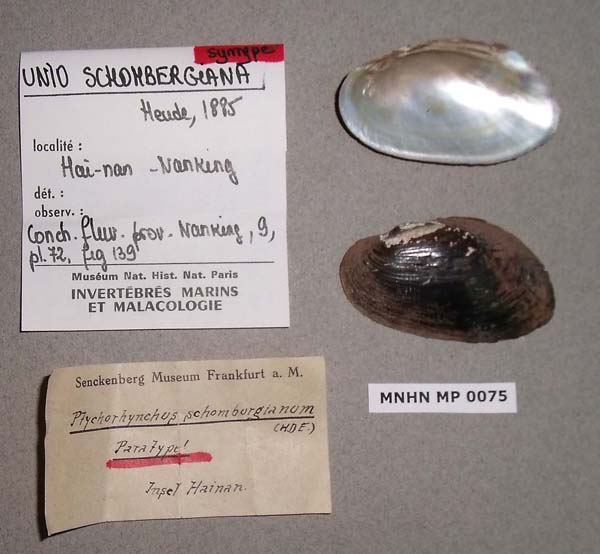 syntype
UNIO SCHOMBERGIANA
Heude, 1885
localité :
Hai-nan - Nanking
dét. :
observ. :
Conch. fluv. prov. Nanking, 9,
pl. 72, fig 139
Muséum Nat. Hist. Nat. Paris
INVERTÉBRÉS MARINS
ET MALACOLOGIE
Senckenberg Museum Frankfurt a. M.
Ptychorhynchus schomburgianum
(HDE.)
Paratype!
Insel Hainan.
MNHN MP 0075